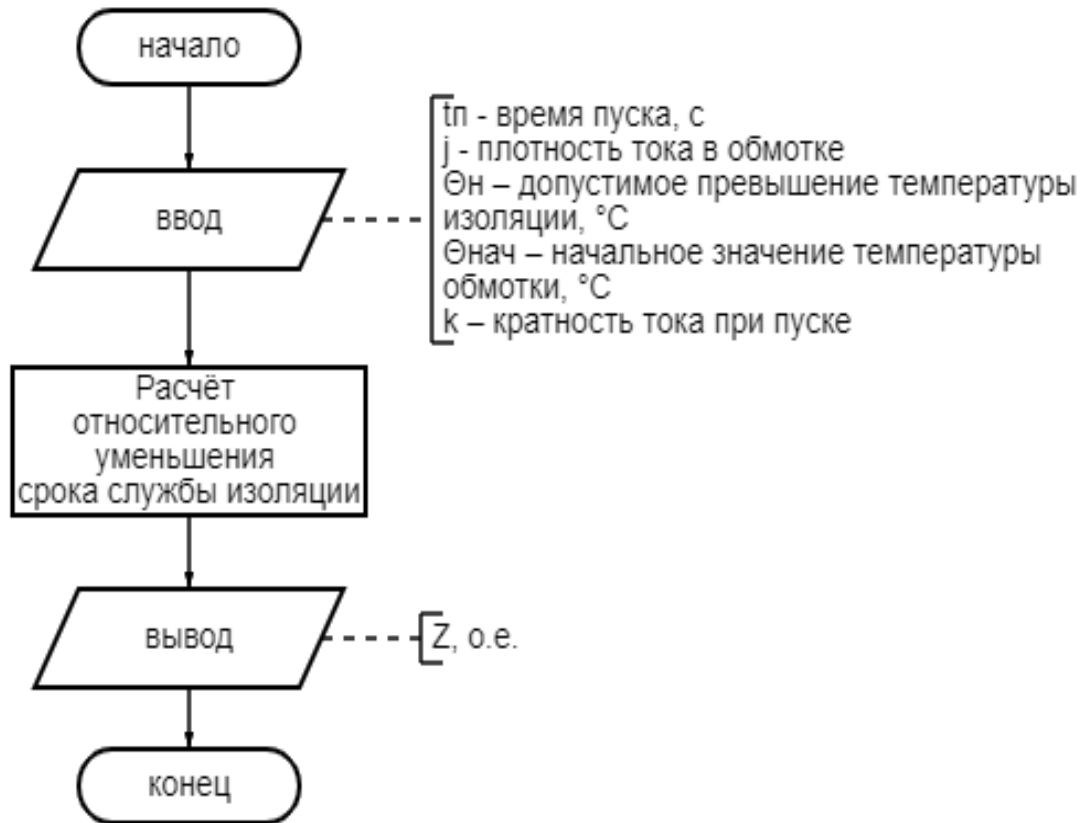 начало
ввод
tп - время пуска, с
j - плотность тока в обмотке
Θн – допустимое превышение температуры
изоляции, °С
Θнач – начальное значение температуры
обмотки, °С
k – кратность тока при пуске
Расчёт
относительного
уменьшения
срока службы изоляции
вывод
Z, о.е.
конец